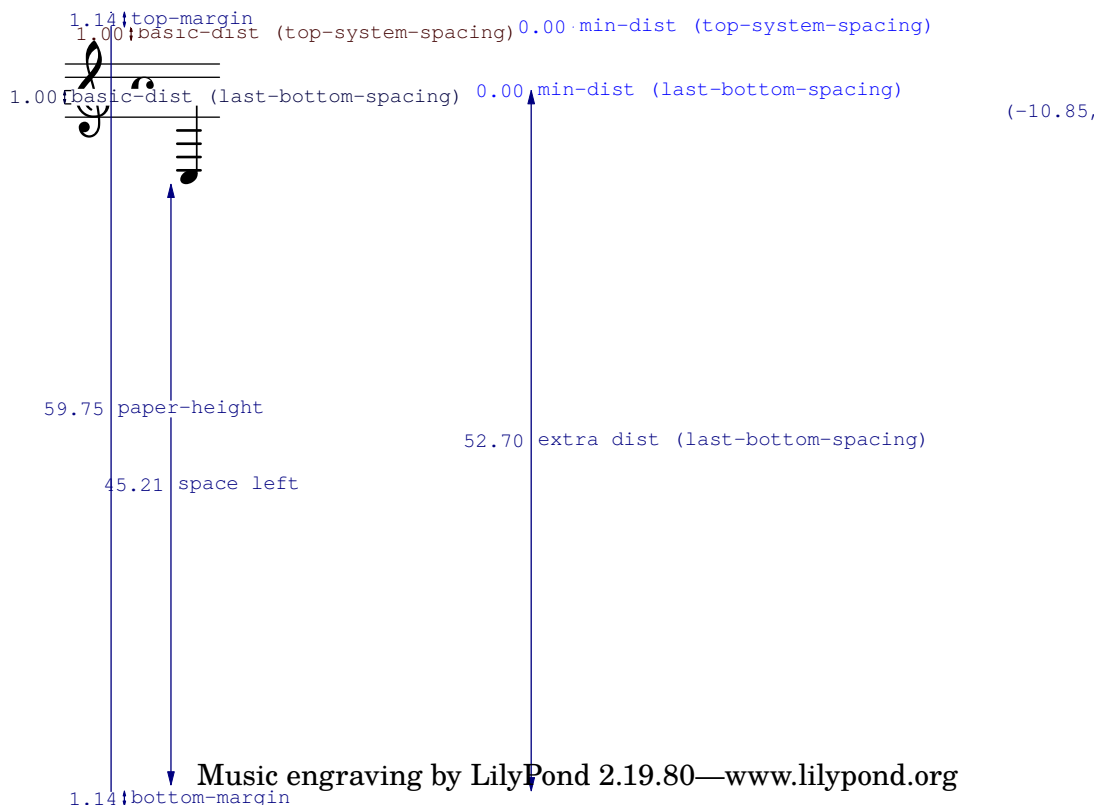 1.14 top-margin
1.00 basic-dist (top-system-spacing) 0.00 min-dist (top-system-spacing)
1.00 basic-dist (last-bottom-spacing) 0.00 min-dist (last-bottom-spacing)
(-10.85,
59.75 paper-height
52.70 extra dist (last-bottom-spacing)
45.21 space left
Music engraving by LilyPond 2.19.80—www.lilypond.org
1.14 bottom-margin